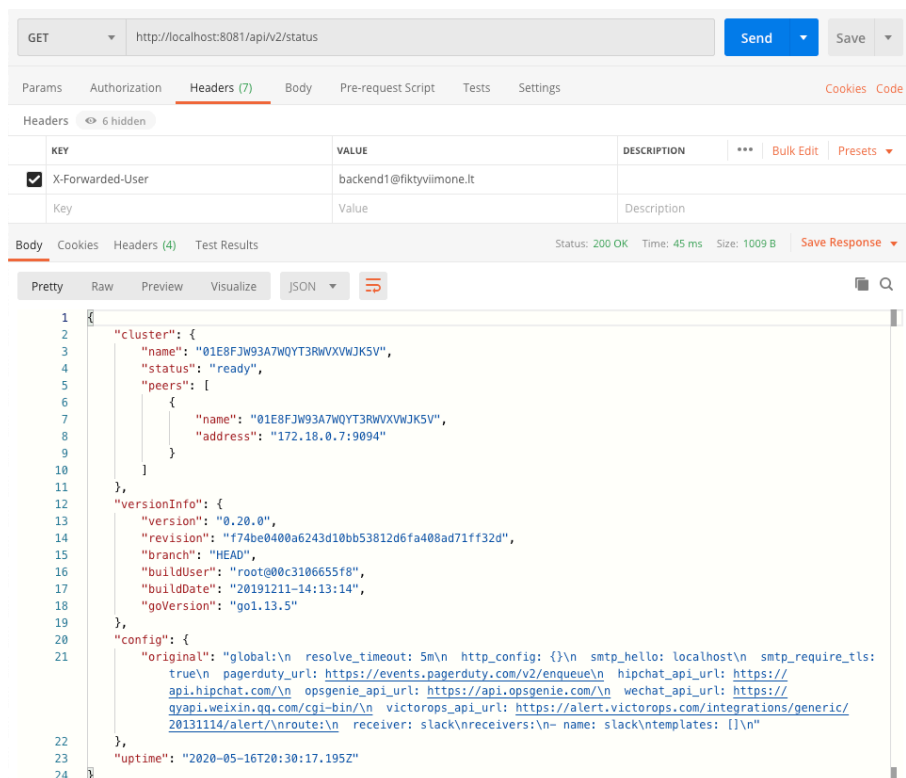 GET http://localhost:8081/api/v2/status Send Save
Params Authorization Headers (7) Body Pre-request Script Tests Settings Cookies Code
Headers 6 hidden
KEY VALUE DESCRIPTION ••• Bulk Edit Presets
X-Forwarded-User backend1@fiktyviimone.lt
Key Value Description
Body Cookies Headers (4) Test Results Status: 200 OK Time: 45 ms Size: 1009 B Save Response
Pretty Raw Preview Visualize JSON
1 {
2 "cluster": {
3 "name": "01E8FJW93A7WQYT3RWVXVWJK5V",
4 "status": "ready",
5 "peers": [
6 {
7 "name": "01E8FJW93A7WQYT3RWVXVWJK5V",
8 "address": "172.18.0.7:9094"
9 }
10 ]
11 },
12 "versionInfo": {
13 "version": "0.20.0",
14 "revision": "f74be0400a6243d10bb53812d6fa408ad71ff32d",
15 "branch": "HEAD",
16 "buildUser": "root@00c3106655f8",
17 "buildDate": "20191211-14:13:14",
18 "goVersion": "go1.13.5"
19 },
20 "config": {
21 "original": "global:\n  resolve_timeout: 5m\n  http_config: {}\n  smtp_hello: localhost\n  smtp_require_tls:
true\n  pagerduty_url: https://events.pagerduty.com/v2/enqueue\n  hipchat_api_url: https://
api.hipchat.com/\n  opsgenie_api_url: https://api.opsgenie.com/\n  wechat_api_url: https://
qyapi.weixin.qq.com/cgi-bin/\n  victorops_api_url: https://alert.victorops.com/integrations/generic/
20131114/alert/\nroute:\n  receiver: slack\nreceivers:\n- name: slack\ntemplates: []\n"
22 },
23 "uptime": "2020-05-16T20:30:17.195Z"
24 }